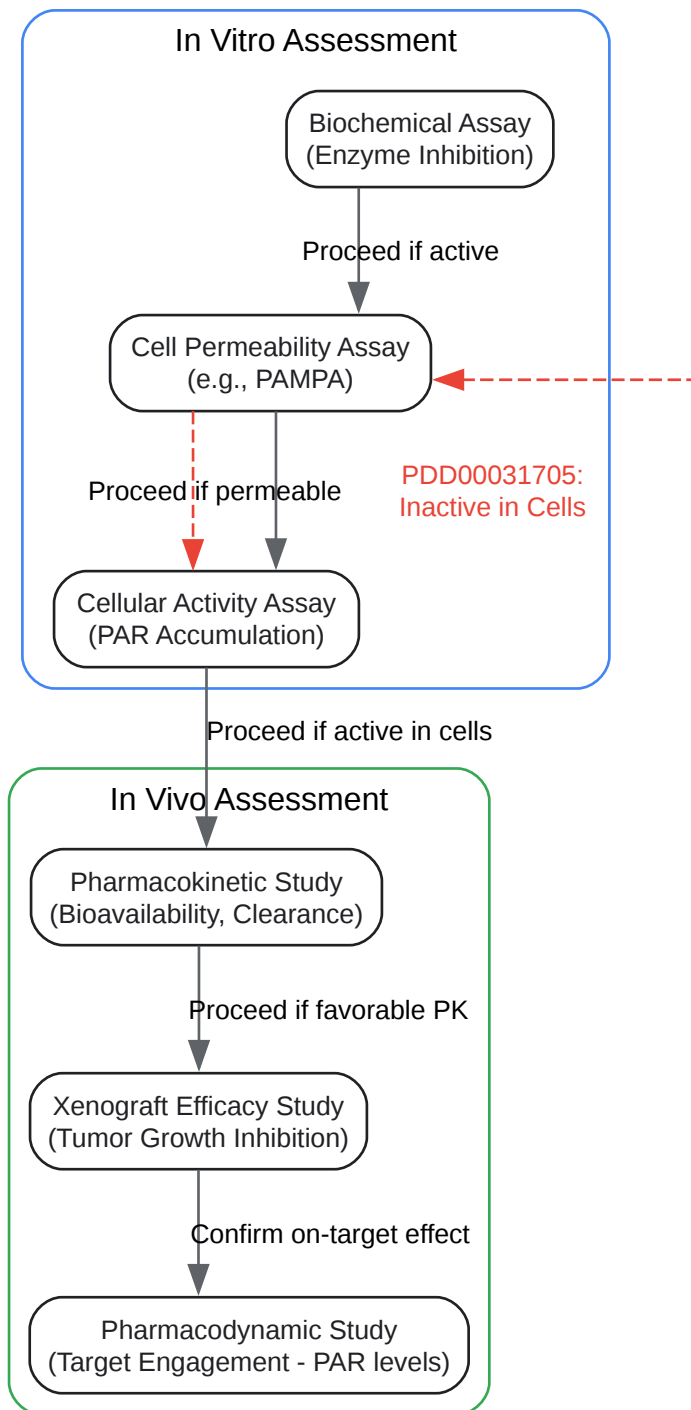 In Vitro Assessment
Biochemical Assay
(Enzyme Inhibition)
Proceed if active
Cell Permeability Assay
(e.g., PAMPA)
PDD00031705:
Inactive in Cells
Proceed if permeable
Cellular Activity Assay
(PAR Accumulation)
Proceed if active in cells
In Vivo Assessment
Pharmacokinetic Study
(Bioavailability, Clearance)
Proceed if favorable PK
Xenograft Efficacy Study
(Tumor Growth Inhibition)
Confirm on-target effect
Pharmacodynamic Study
(Target Engagement - PAR levels)